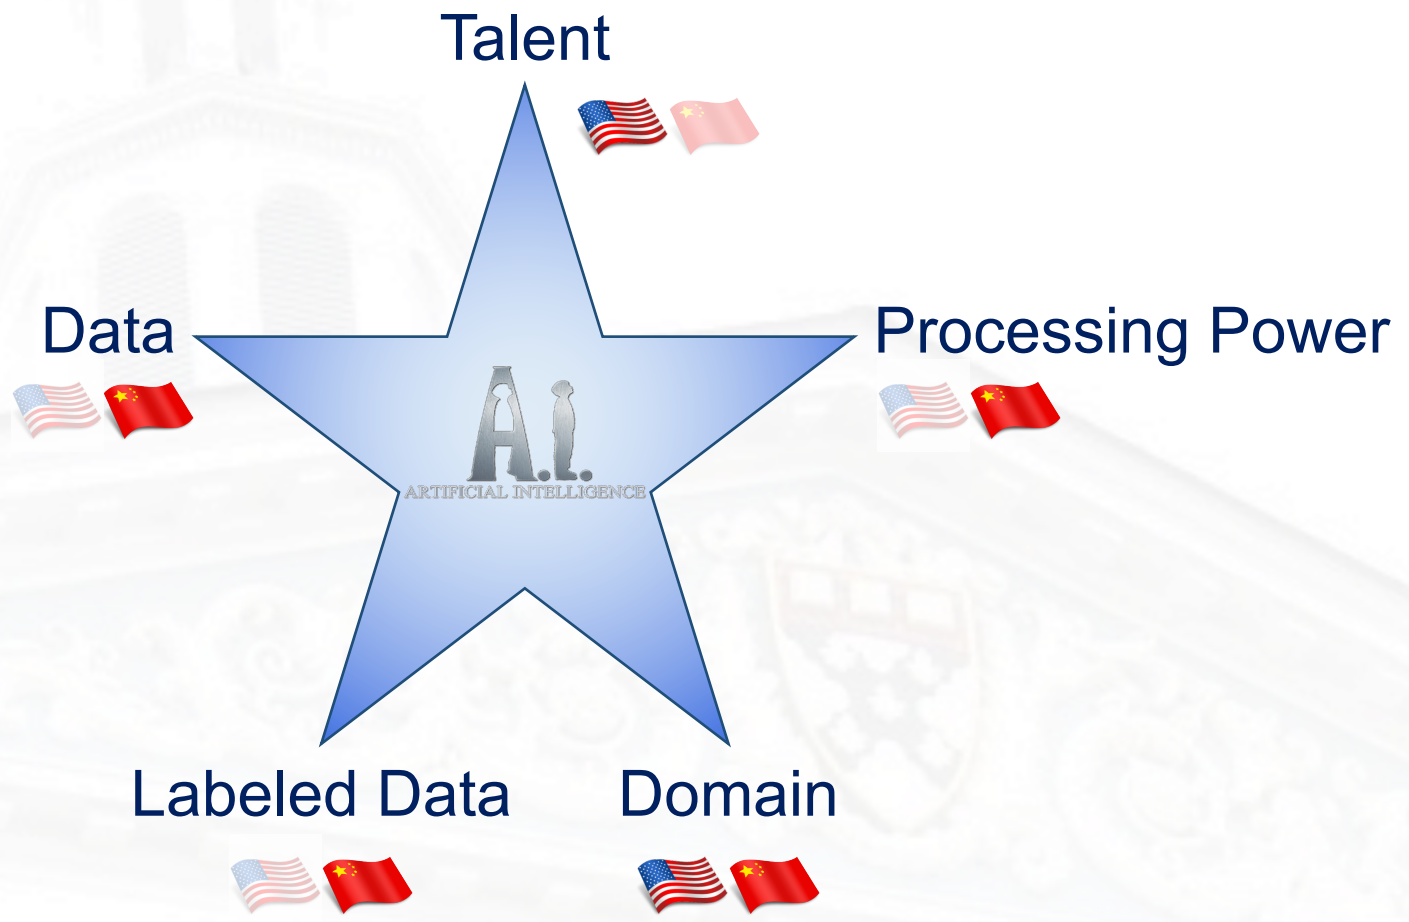 Talent
Data
Processing Power
A.I.
ARTIFICIAL INTELLIGENCE
Labeled Data
Domain